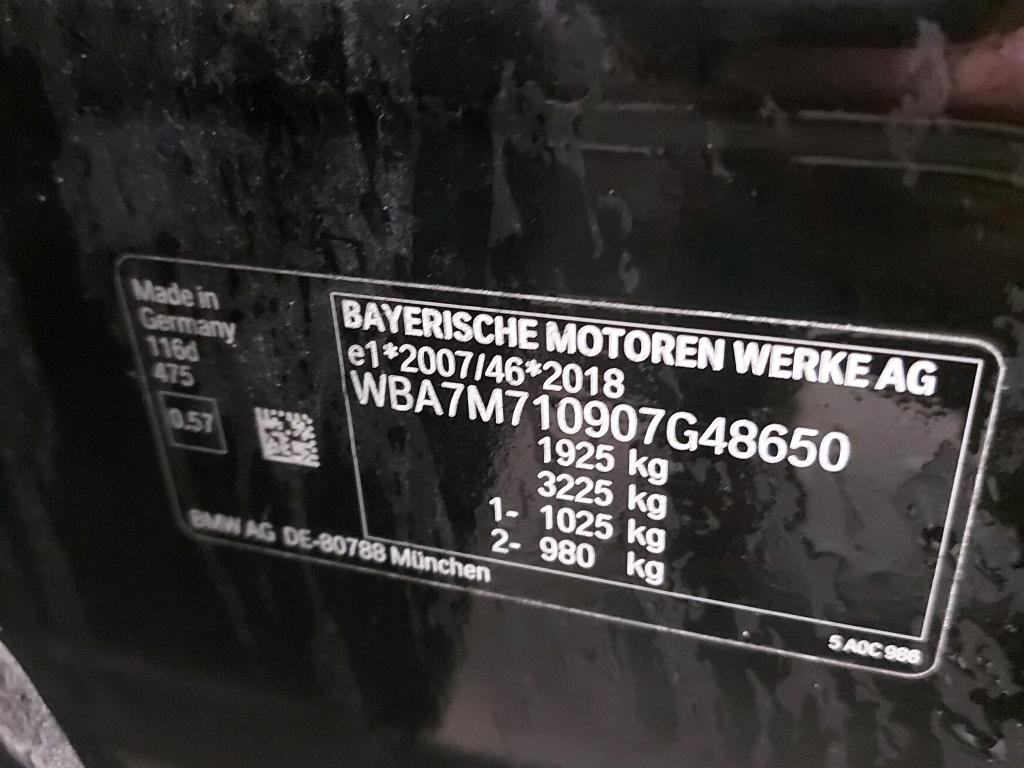 Made in
Germany
116d
475
0.57
BMW AG DE-80788 München
BAYERISCHE MOTOREN WERKE AG
e1*2007/46*2018
WBA7M710907G48650
1925 kg
3225 kg
1- 1025 kg
2- 980 kg
5 A0C 986